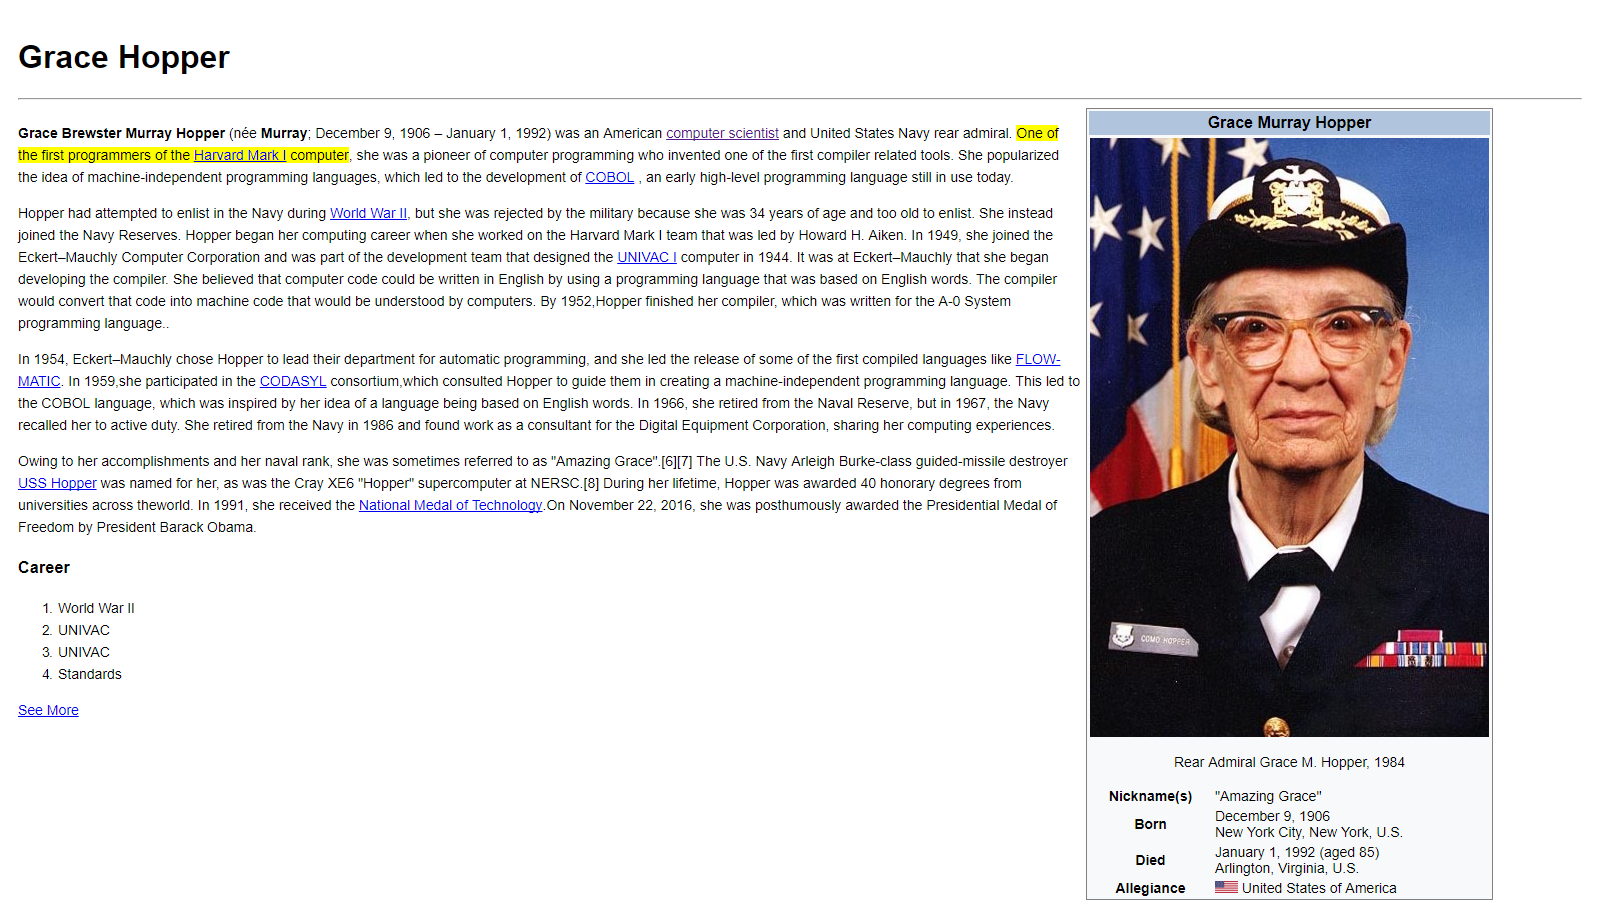 Grace Hopper
Grace Brewster Murray Hopper (née Murray; December 9, 1906 – January 1, 1992) was an American computer scientist and United States Navy rear admiral. One of
the first programmers of the Harvard Mark I computer, she was a pioneer of computer programming who invented one of the first compiler related tools. She popularized
the idea of machine-independent programming languages, which led to the development of COBOL , an early high-level programming language still in use today.
Hopper had attempted to enlist in the Navy during World War II, but she was rejected by the military because she was 34 years of age and too old to enlist. She instead
joined the Navy Reserves. Hopper began her computing career when she worked on the Harvard Mark I team that was led by Howard H. Aiken. In 1949, she joined the
Eckert–Mauchly Computer Corporation and was part of the development team that designed the UNIVAC I computer in 1944. It was at Eckert–Mauchly that she began
developing the compiler. She believed that computer code could be written in English by using a programming language that was based on English words. The compiler
would convert that code into machine code that would be understood by computers. By 1952,Hopper finished her compiler, which was written for the A-0 System
programming language..
In 1954, Eckert–Mauchly chose Hopper to lead their department for automatic programming, and she led the release of some of the first compiled languages like FLOW-
MATIC. In 1959,she participated in the CODASYL consortium,which consulted Hopper to guide them in creating a machine-independent programming language. This led to
the COBOL language, which was inspired by her idea of a language being based on English words. In 1966, she retired from the Naval Reserve, but in 1967, the Navy
recalled her to active duty. She retired from the Navy in 1986 and found work as a consultant for the Digital Equipment Corporation, sharing her computing experiences.
Owing to her accomplishments and her naval rank, she was sometimes referred to as "Amazing Grace".[6][7] The U.S. Navy Arleigh Burke-class guided-missile destroyer
USS Hopper was named for her, as was the Cray XE6 "Hopper" supercomputer at NERSC.[8] During her lifetime, Hopper was awarded 40 honorary degrees from
universities across theworld. In 1991, she received the National Medal of Technology.On November 22, 2016, she was posthumously awarded the Presidential Medal of
Freedom by President Barack Obama.
Career
1. World War II
2. UNIVAC
3. UNIVAC
4. Standards
See More
Grace Murray Hopper
COMO HOPPER
Rear Admiral Grace M. Hopper, 1984
Nickname(s) "Amazing Grace"
Born December 9, 1906
New York City, New York, U.S.
Died January 1, 1992 (aged 85)
Arlington, Virginia, U.S.
Allegiance United States of America